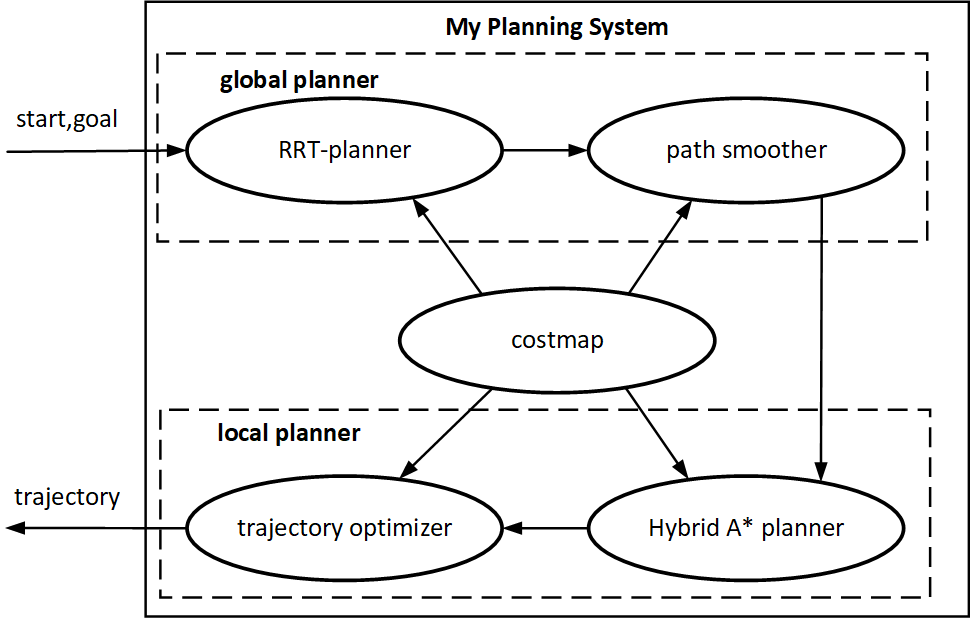 My Planning System
global planner
start,goal
RRT-planner
path smoother
costmap
local planner
trajectory
trajectory optimizer
Hybrid A* planner